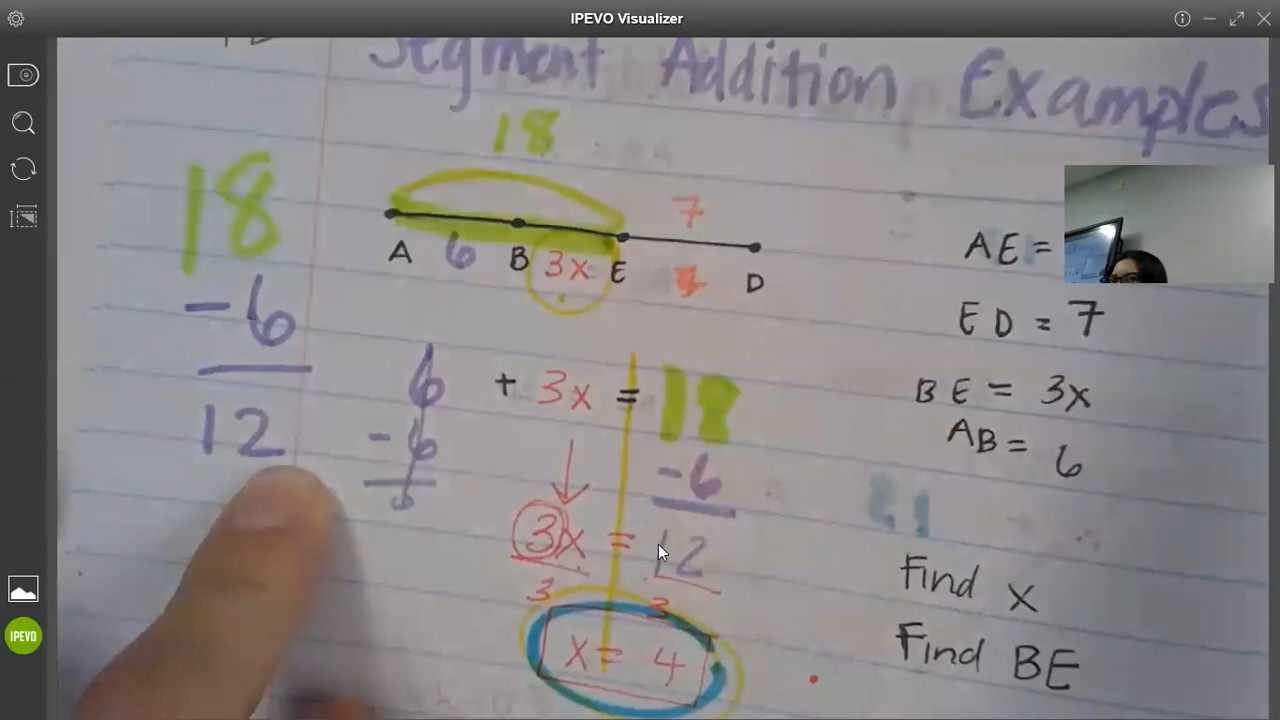 IPEVO Visualizer
Segment Addition Examples
18
18
7
A 6 B 3x E D
AE =
-6
ED = 7
12
6 + 3x = 18
BE = 3x
-6 -6
AB = 6
3x = 12
3 3
Find x
x = 4
Find BE
IPEVO